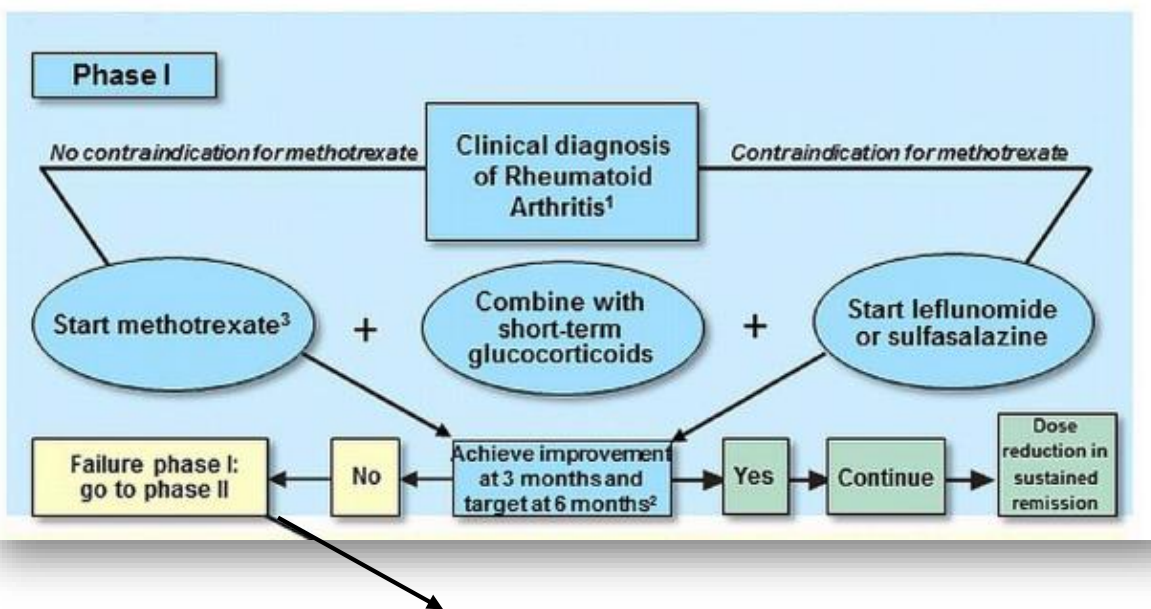 Phase I
No contraindication for methotrexate
Clinical diagnosis
of Rheumatoid
Arthritis¹
Contraindication for methotrexate
Start methotrexate³
+
Combine with
short-term
glucocorticoids
+
Start leflunomide
or sulfasalazine
Failure phase I:
go to phase II
No
Achieve improvement
at 3 months and
target at 6 months²
Yes
Continue
Dose
reduction in
sustained
remission